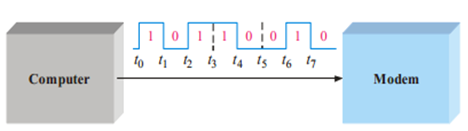 1 0 1 1 0 0 1 0
t0 t1 t2 t3 t4 t5 t6 t7
Computer
Modem